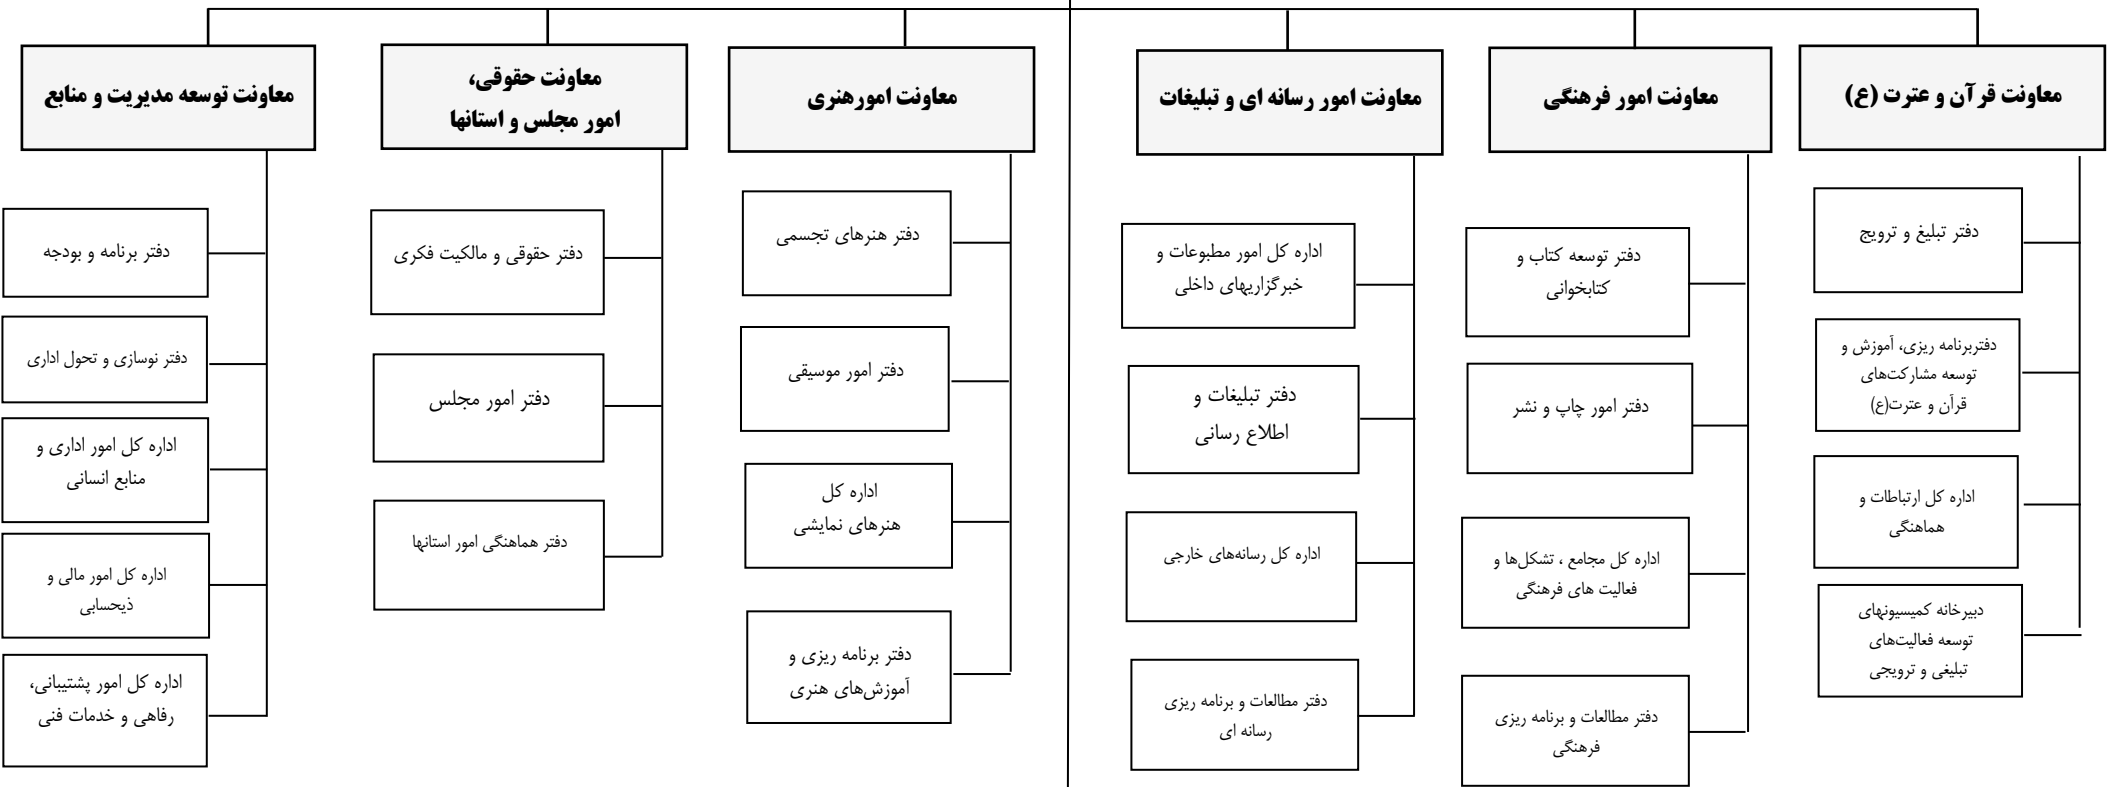 معاونت قرآن و عترت (ع)
دفتر تبلیغ و ترویج
دفتربرنامه ریزی، آموزش و
توسعه مشارکت‌های
قرآن و عترت(ع)
اداره کل ارتباطات و
هماهنگی
دبیرخانه کمیسیونهای
توسعه فعالیت‌های
تبلیغی و ترویجی
معاونت امور فرهنگی
دفتر توسعه کتاب و
کتابخوانی
دفتر امور چاپ و نشر
اداره کل مجامع ، تشکل‌ها و
فعالیت های فرهنگی
دفتر مطالعات و برنامه ریزی
فرهنگی
معاونت امور رسانه ای و تبلیغات
اداره کل امور مطبوعات و
خبرگزاریهای داخلی
دفتر تبلیغات و
اطلاع رسانی
اداره کل رسانه‌های خارجی
دفتر مطالعات و برنامه ریزی
رسانه ای
معاونت امورهنری
دفتر هنرهای تجسمی
دفتر امور موسیقی
اداره کل
هنرهای نمایشی
دفتر برنامه ریزی و
آموزش‌های هنری
معاونت حقوقی،
امور مجلس و استانها
دفتر حقوقی و مالکیت فکری
دفتر امور مجلس
دفتر هماهنگی امور استانها
معاونت توسعه مدیریت و منابع
دفتر برنامه و بودجه
دفتر نوسازی و تحول اداری
اداره کل امور اداری و
منابع انسانی
اداره کل امور مالی و
ذیحسابی
اداره کل امور پشتیبانی،
رفاهی و خدمات فنی